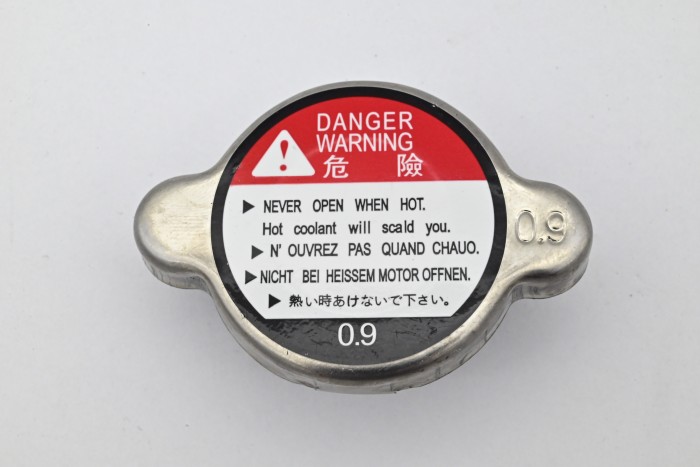 DANGER
WARNING
危 險
▶ NEVER OPEN WHEN HOT.
Hot coolant will scald you.
▶ N' OUVREZ PAS QUAND CHAUO.
▶ NICHT BEI HEISSEM MOTOR OFFNEN.
▶ 熱い時あけないで下さい。
0.9
0.9